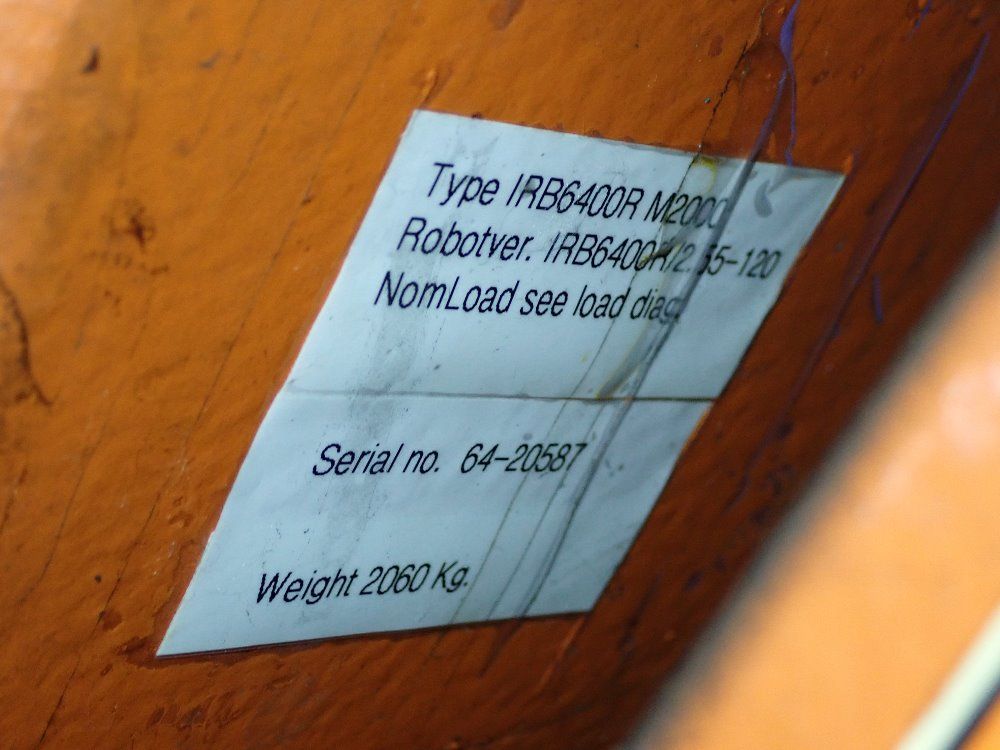 Type IRB6400R M2000
Robotver. IRB6400R/2.55-120
NomLoad see load diag.
Serial no. 64-20587
Weight 2060 Kg.